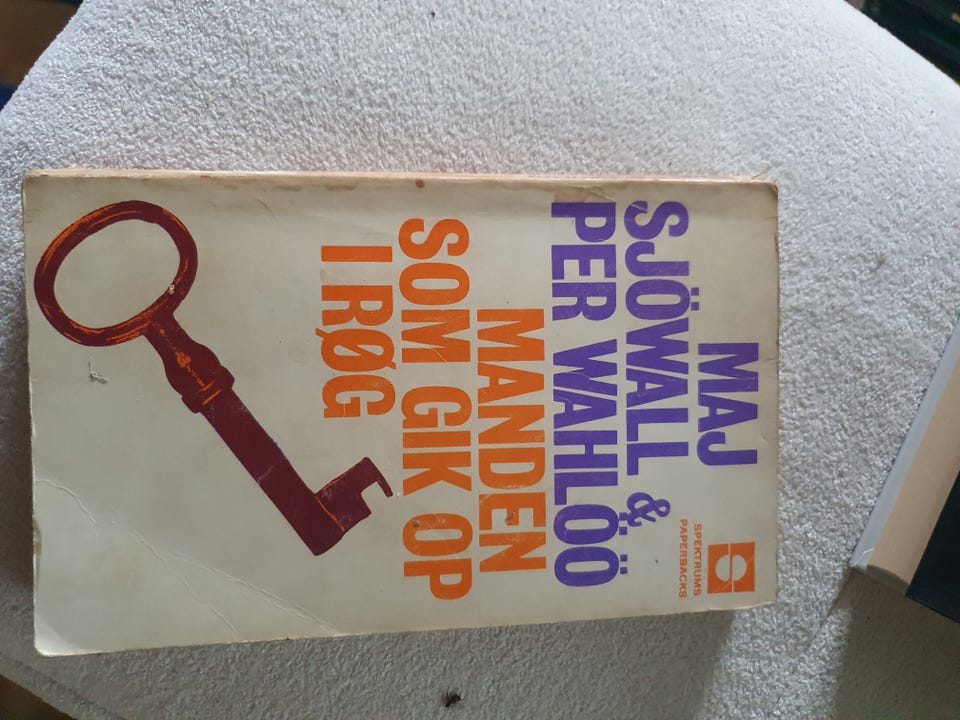 MAJ
SJÖWALL &
PER WAHLÖÖ
MANDEN
SOM GIK OP
I RØG
SPEKTRUMS
PAPERBACKS